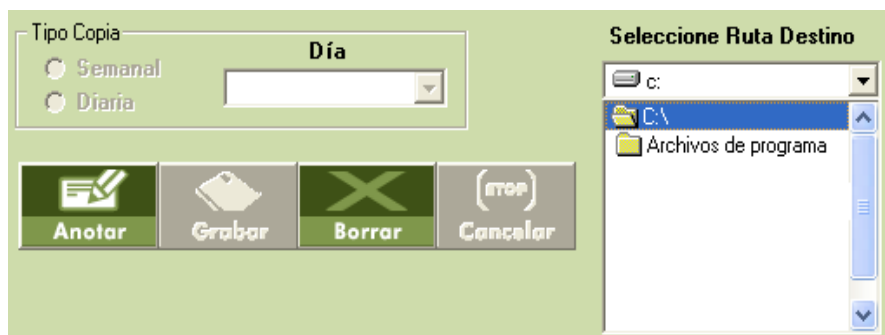 Tipo Copia
Semanal
Diaria
Día
Seleccione Ruta Destino
c:
C:\
Archivos de programa
Anotar
Grabar
Borrar
STOP
Cancelar